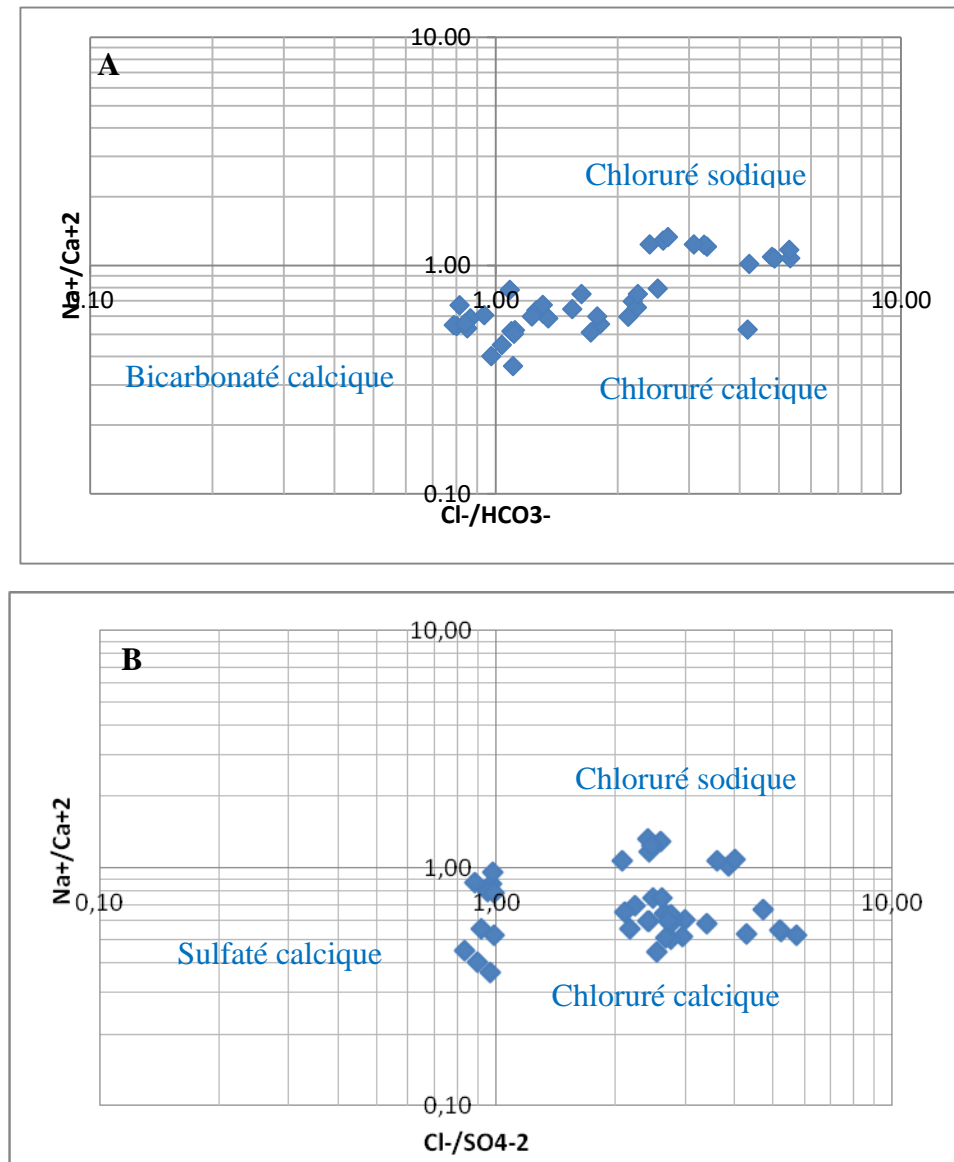 A
10.00
Chloruré sodique
Na+/Ca+2
1.00
0.10
1.00
10.00
Bicarbonaté calcique
Chloruré calcique
0.10
Cl-/HCO3-
B
10,00
Chloruré sodique
Na+/Ca+2
1,00
0,10
1,00
10,00
Sulfaté calcique
Chloruré calcique
0,10
Cl-/SO4-2